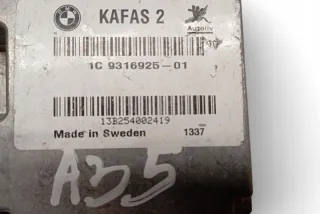 KAFAS 2
Autoliv
1C 9316925-01
13B254002419
Made in Sweden 1337
A35